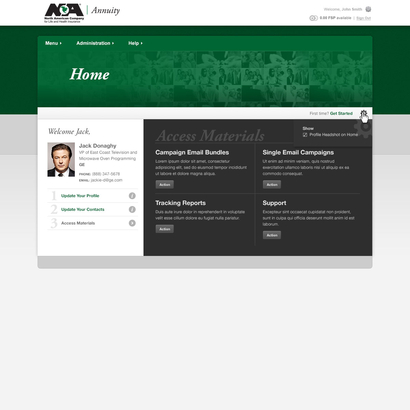 NAA
North American Company
for Life and Health Insurance
Annuity
Welcome, John Smith
0.00 PSP available | Sign Out
Menu
Administration
Help
Home
First time? Get Started
Welcome Jack,
Jack Donaghy
VP of East Coast Television and
Microwave Oven Programming
GE
PHONE: (888) 347-5678
EMAIL: jackie-d@ge.com
1 Update Your Profile
2 Update Your Contacts
3 Access Materials
Access Materials
Show
Profile Headshot on Home
Campaign Email Bundles
Lorem ipsum dolor sit amet, consectetur
adipisicing elit, sed do eiusmod tempor incididunt
ut labore et dolore magna aliqua.
Action
Single Email Campaigns
Ut enim ad minim veniam, quis nostrud
exercitation ullamco laboris nisi ut aliquip ex ea
commodo consequat.
Action
Tracking Reports
Duis aute irure dolor in reprehenderit in voluptate
velit esse cillum dolore eu fugiat nulla pariatur.
Action
Support
Excepteur sint occaecat cupidatat non proident,
sunt in culpa qui officia deserunt mollit anim id est
laborum.
Action